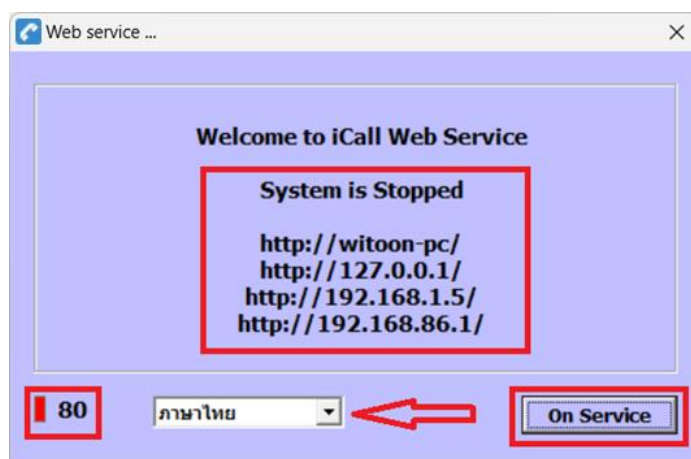 Web service ...
Welcome to iCall Web Service
System is Stopped
http://witoon-pc/
http://127.0.0.1/
http://192.168.1.5/
http://192.168.86.1/
80
ภาษาไทย
On Service